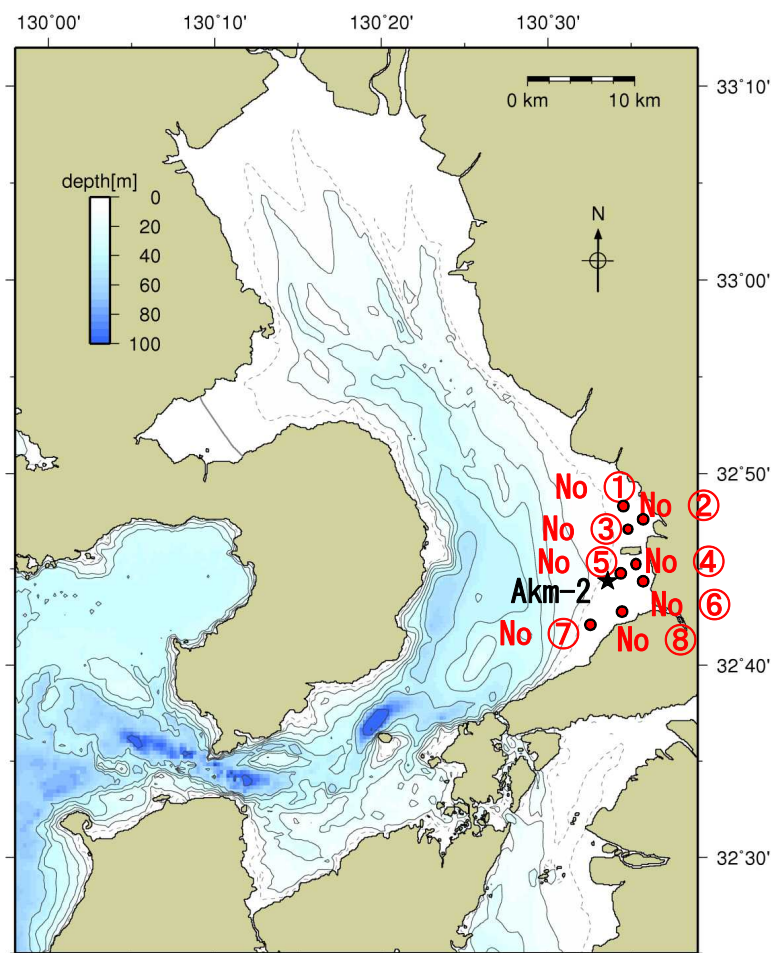 130°00' 130°10' 130°20' 130°30'
33°10'
0 km 10 km
depth[m]
0
20
40
60
80
100
N
33°00'
32°50'
No ①
No ②
No ③
No ④
No ⑤
Akm-2
No ⑥
No ⑦
No ⑧
32°40'
32°30'